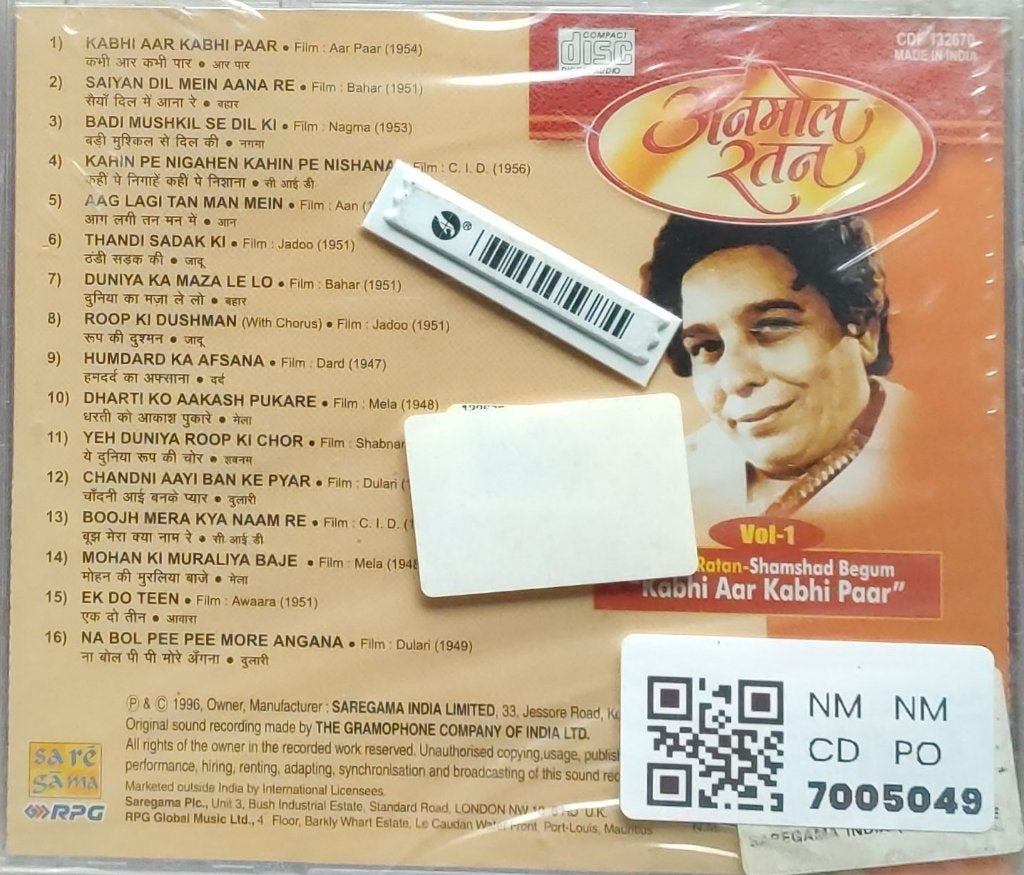 1) KABHI AAR KABHI PAAR • Film : Aar Paar (1954)
कभी आर कभी पार • आर पार
2) SAIYAN DIL MEIN AANA RE • Film : Bahar (1951)
सैयाँ दिल में आना रे • बहार
3) BADI MUSHKIL SE DIL KI • Film : Nagma (1953)
बड़ी मुश्किल से दिल की • नगमा
4) KAHIN PE NIGAHEN KAHIN PE NISHANA Film : C. I. D. (1956)
कहीं पे निगाहें कहीं पे निशाना • सी आई डी
5) AAG LAGI TAN MAN MEIN • Film : Aan (
आग लगी तन मन में • आन
6) THANDI SADAK KI • Film : Jadoo (1951)
ठंडी सड़क की • जादू
7) DUNIYA KA MAZA LE LO • Film : Bahar (1951)
दुनिया का मज़ा ले लो • बहार
8) ROOP KI DUSHMAN (With Chorus) • Film : Jadoo (1951)
रूप की दुश्मन • जादू
9) HUMDARD KA AFSANA • Film : Dard (1947)
हमदर्द का अफ्साना • दर्द
10) DHARTI KO AAKASH PUKARE • Film : Mela (1948)
धरती को आकाश पुकारे • मेला
11) YEH DUNIYA ROOP KI CHOR • Film : Shabnam
ये दुनिया रूप की चोर • शबनम
12) CHANDNI AAYI BAN KE PYAR • Film : Dulari (
चाँदनी आई बनके प्यार • दुलारी
13) BOOJH MERA KYA NAAM RE • Film : C. I. D. (
बूझ मेरा क्या नाम रे • सी आई डी
14) MOHAN KI MURALIYA BAJE • Film : Mela (1948
मोहन की मुरलिया बाजे • मेला
15) EK DO TEEN • Film : Awaara (1951)
एक दो तीन • आवारा
16) NA BOL PEE PEE MORE ANGANA • Film : Dulari (1949)
ना बोल पी पी मोरे अँगना • दुलारी
COMPACT
disc
DIGITAL AUDIO
CDF 132670
MADE IN INDIA
अनमोल
रतन
Vol-1
Ratan-Shamshad Begum
"Kabhi Aar Kabhi Paar"
Ⓟ & © 1996, Owner, Manufacturer : SAREGAMA INDIA LIMITED, 33, Jessore Road,
Original sound recording made by THE GRAMOPHONE COMPANY OF INDIA LTD.
All rights of the owner in the recorded work reserved. Unauthorised copying,usage,
performance, hiring, renting, adapting, synchronisation and broadcasting of this sound
Marketed outside India by International Licensees.
Saregama Plc., Unit 3, Bush Industrial Estate, Standard Road, LONDON U.K.
RPG Global Music Ltd., 4 Floor, Barkly Whart Estate, Le Caudan Water Front Port-Louis, Mauritius
sa re
gama
RPG
NM NM
CD PO
7005049
SAREGAMA INDIA